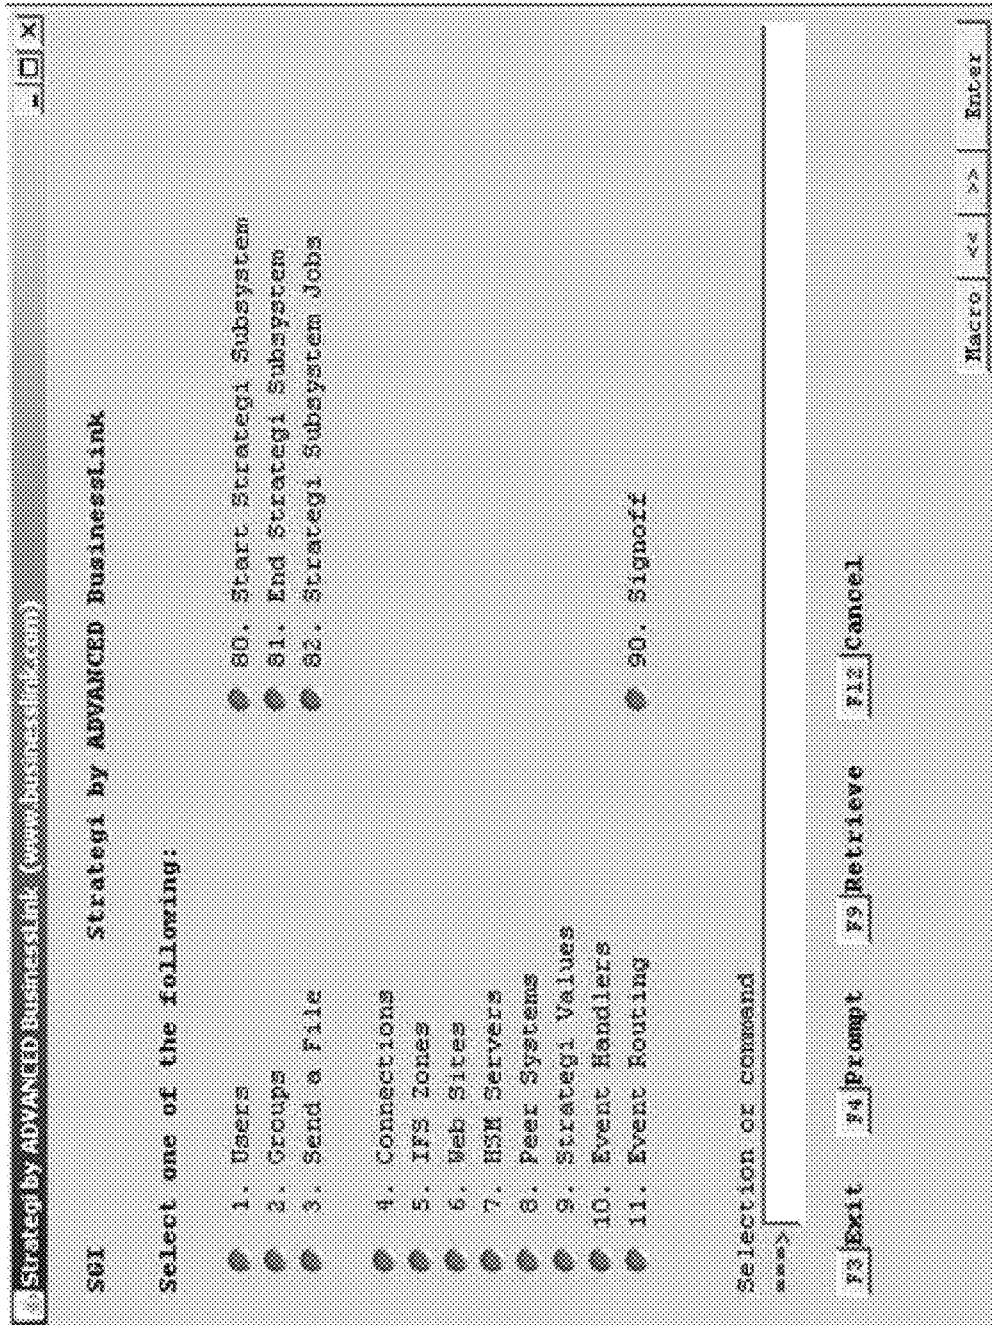 Strategi by ADVANCED BusinessLink (www.businesslink.com)
SGI Strategi by ADVANCED BusinessLink
Select one of the following:
1. Users 80. Start Strategi Subsystem
2. Groups 81. End Strategi Subsystem
3. Send a File 82. Strategi Subsystem Jobs
4. Connections
5. IFS Zones
6. Web Sites
7. HSM Servers
8. Peer Systems
9. Strategi Values
10. Event Handlers
11. Event Routing 90. Signoff
Selection or command
===>
F3 Exit F4 Prompt F9 Retrieve F12 Cancel
Macro << >> Enter